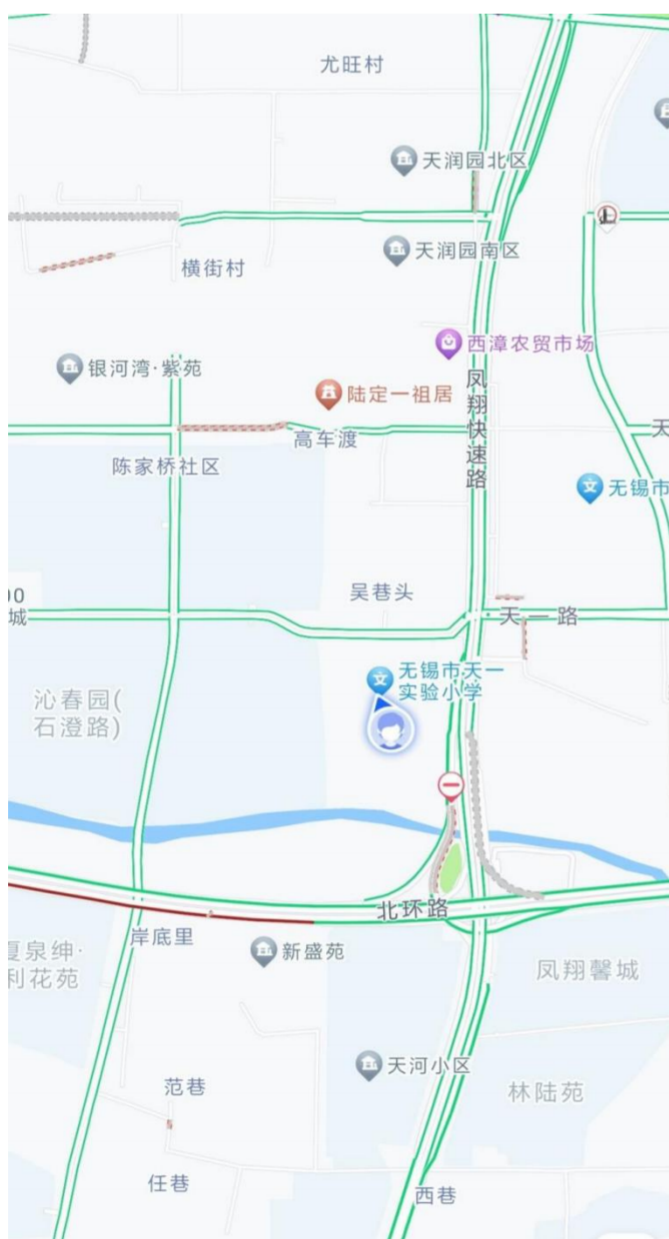 尤旺村
天润园北区
天润园南区
横街村
西漳农贸市场
银河湾·紫苑
陆定一祖居
凤翔快速路
高车渡
天
陈家桥社区
无锡市
吴巷头
00
城
天一路
无锡市天一
实验小学
沁春园(
石澄路)
北环路
岸底里
新盛苑
夏泉绅·
利花苑
凤翔馨城
天河小区
范巷
林陆苑
任巷
西巷